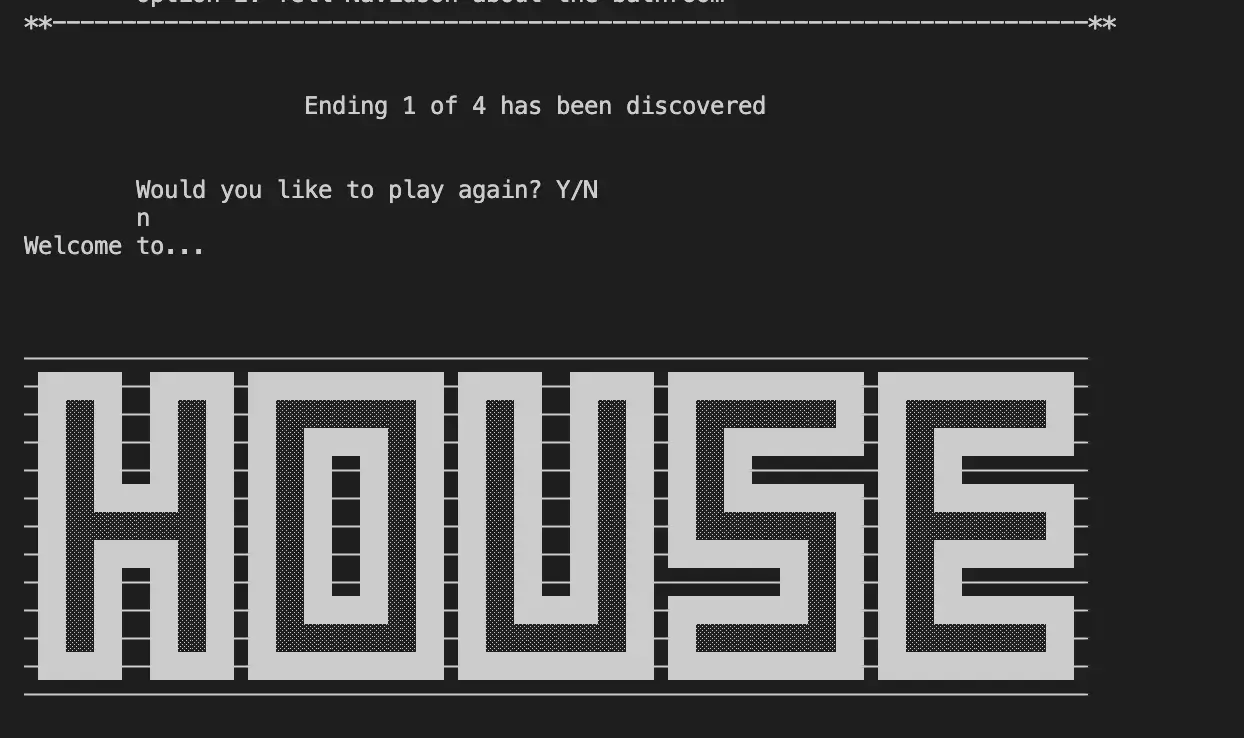 Ending 1 of 4 has been discovered
Would you like to play again? Y/N
n
Welcome to...
HOUSE